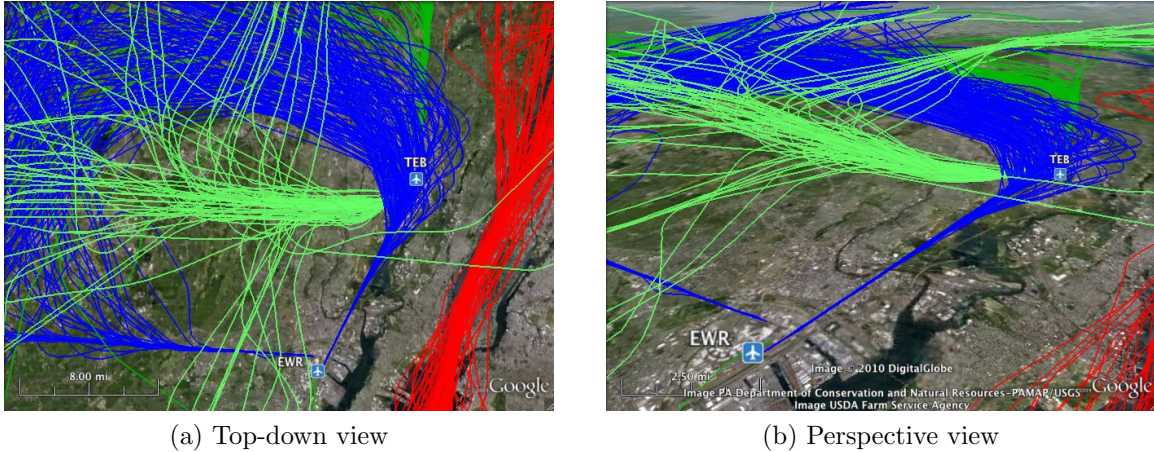 TEB
EWR
8.00 mi
Google
TEB
EWR
2.50 mi
Image © 2010 DigitalGlobe
Image PA Department of Conservation and Natural Resources-PAMAP/USGS
Image USDA Farm Service Agency
Google
(a) Top-down view
(b) Perspective view